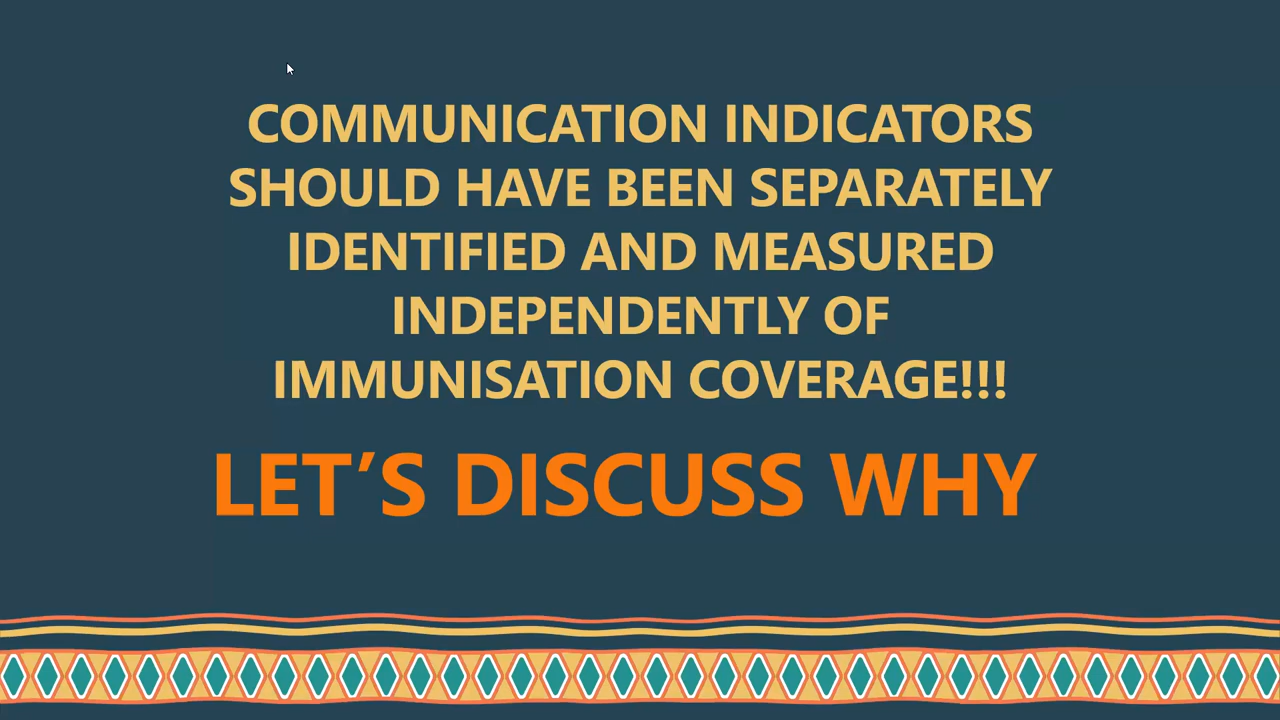 COMMUNICATION INDICATORS
SHOULD HAVE BEEN SEPARATELY
IDENTIFIED AND MEASURED
INDEPENDENTLY OF
IMMUNISATION COVERAGE!!!
LET’S DISCUSS WHY